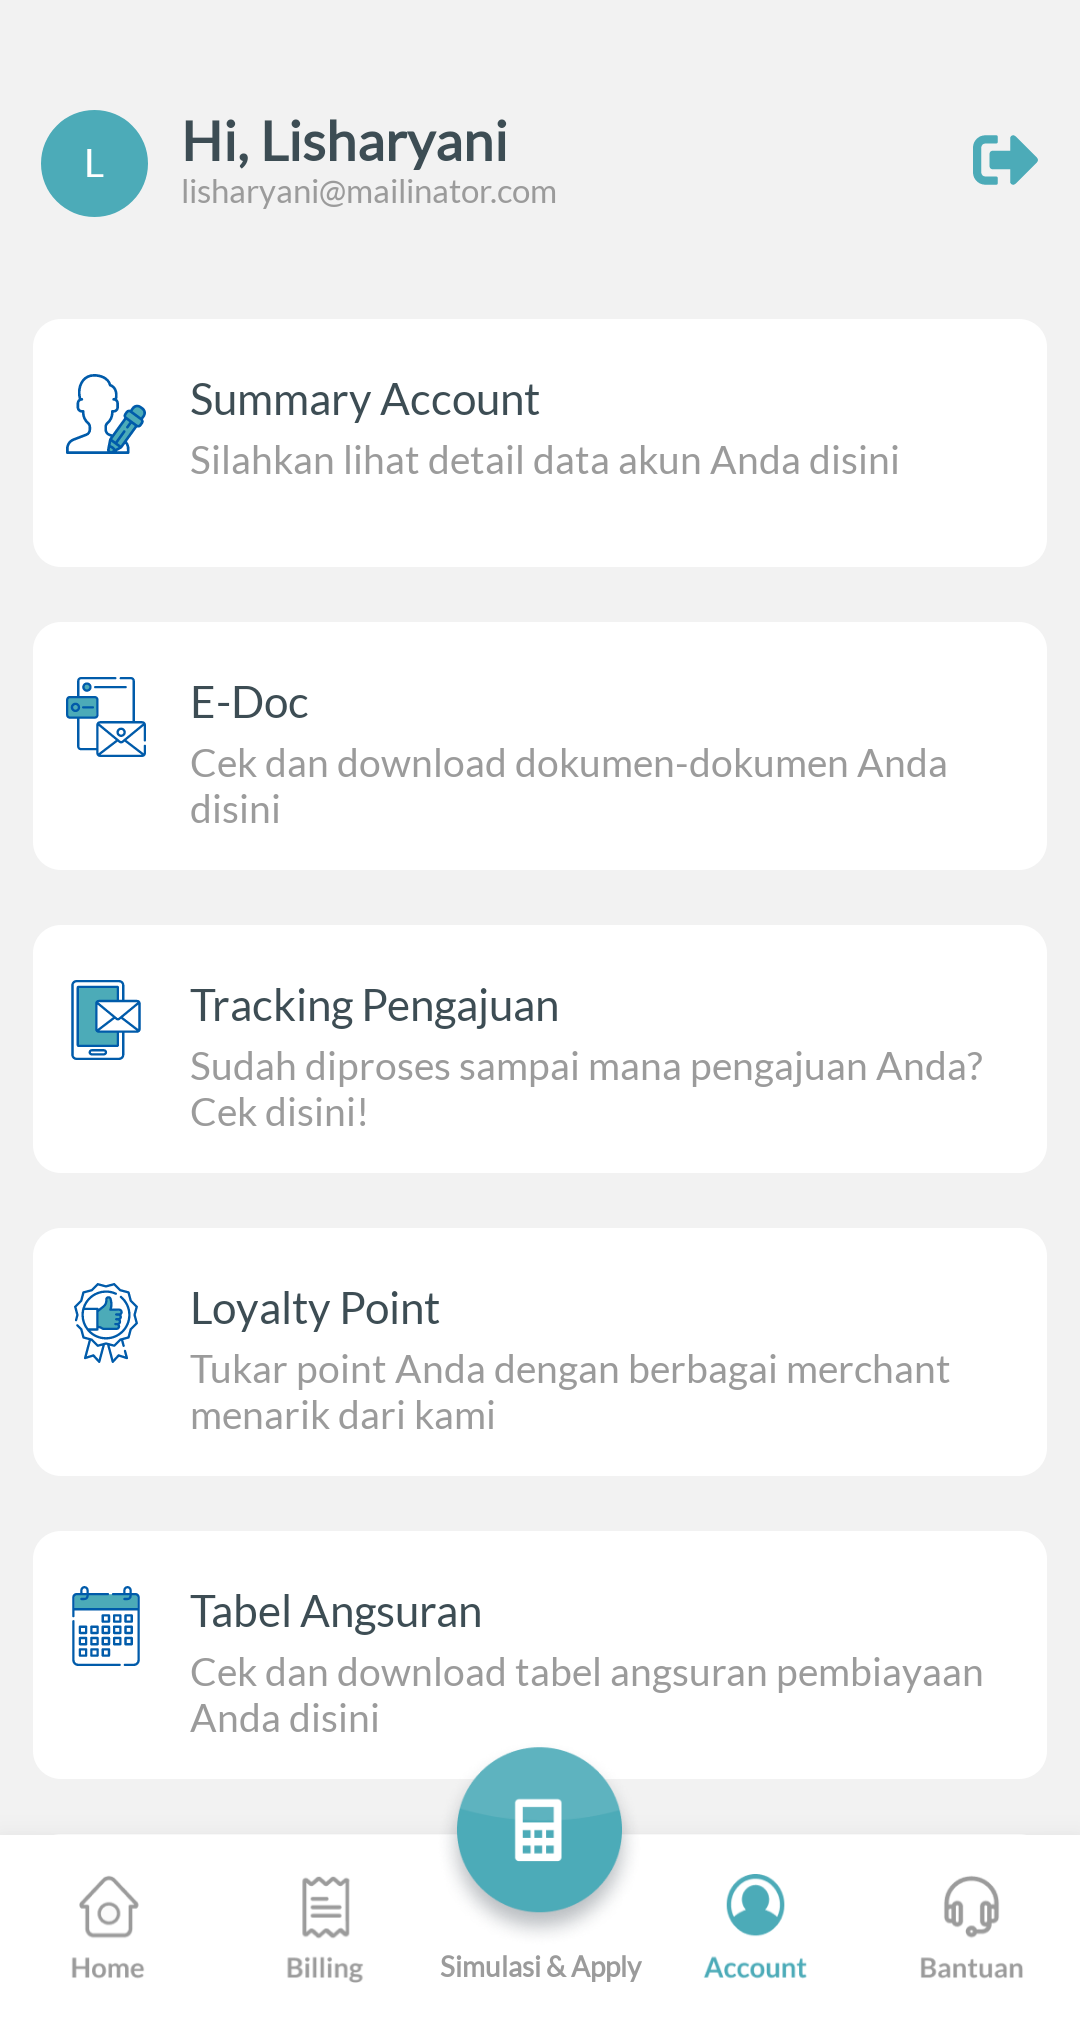 L
Hi, Lisharyani
lisharyani@mailinator.com
Summary Account
Silahkan lihat detail data akun Anda disini
E-Doc
Cek dan download dokumen-dokumen Anda
disini
Tracking Pengajuan
Sudah diproses sampai mana pengajuan Anda?
Cek disini!
Loyalty Point
Tukar point Anda dengan berbagai merchant
menarik dari kami
Tabel Angsuran
Cek dan download tabel angsuran pembiayaan
Anda disini
Home
Billing
Simulasi & Apply
Account
Bantuan